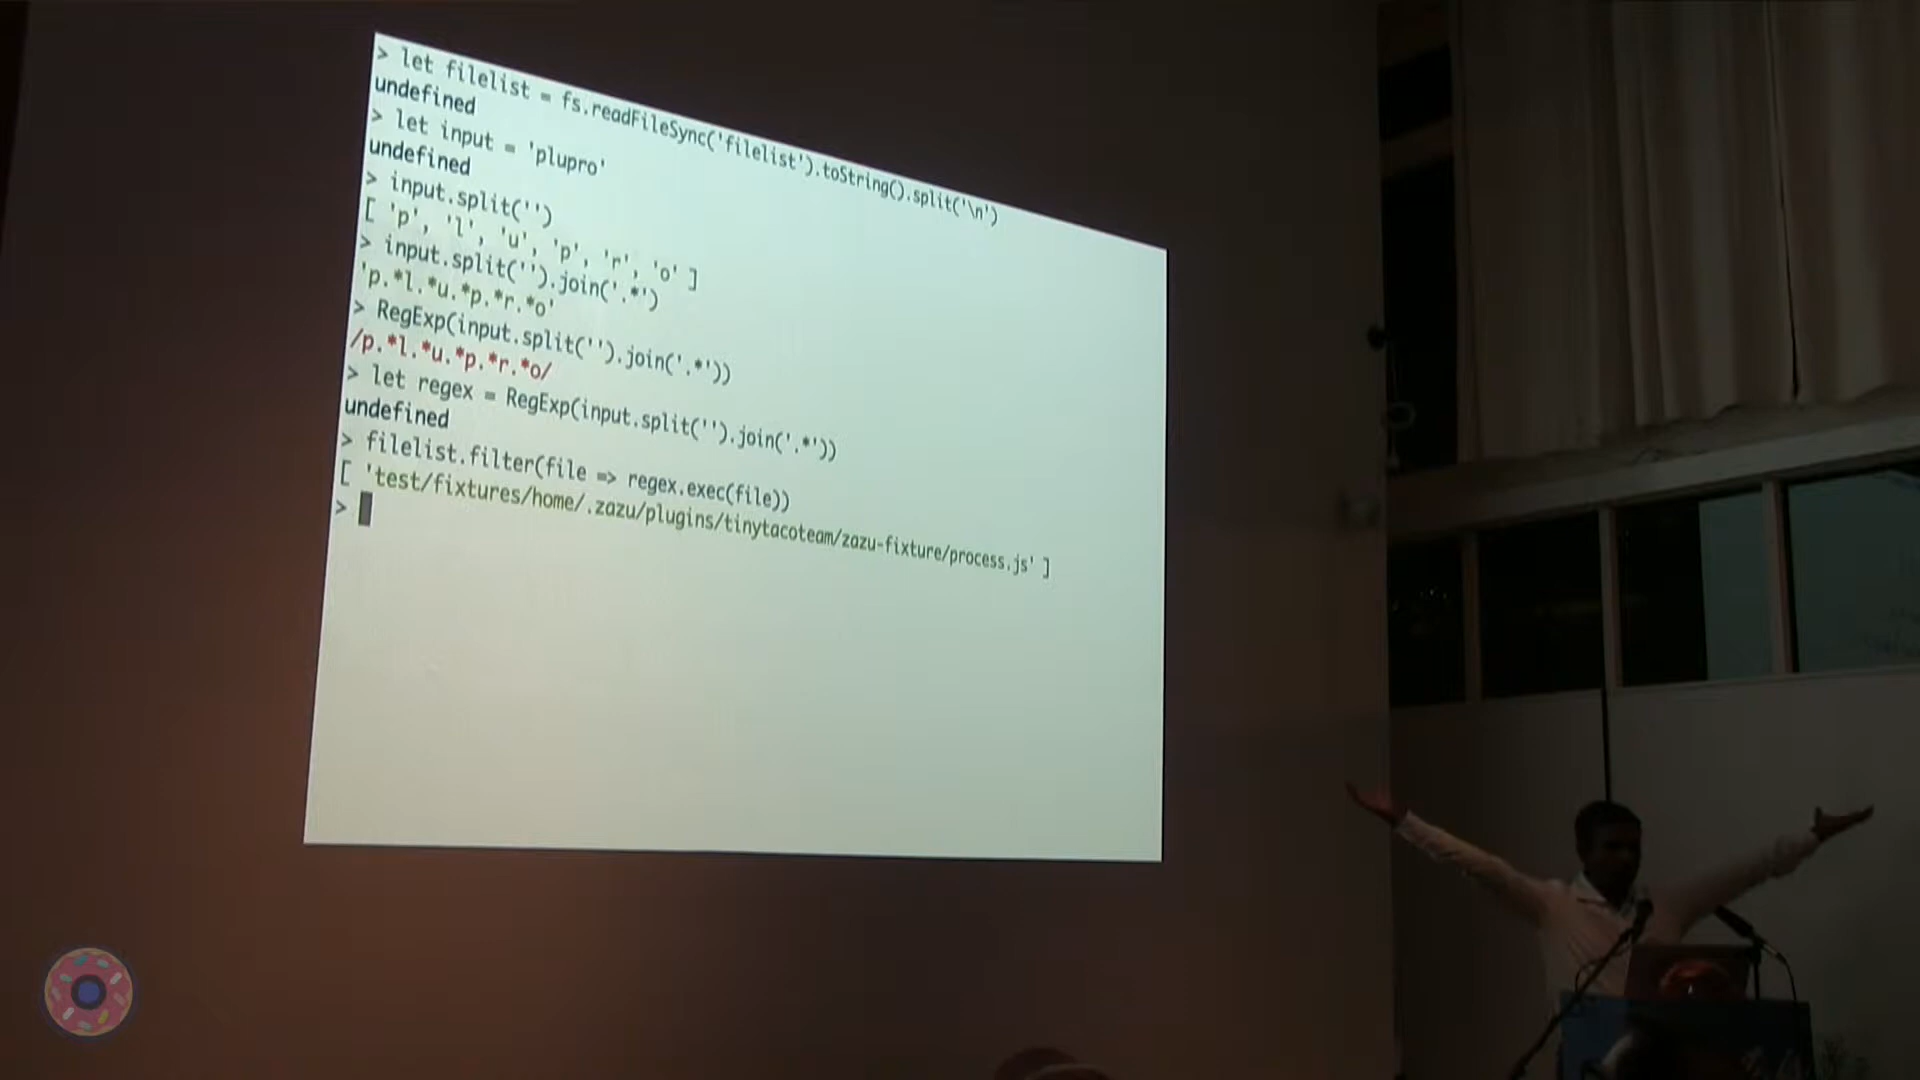 > let filelist = fs.readFileSync('filelist').toString().split('\n')
undefined
> let input = 'plupro'
undefined
> input.split('')
[ 'p', 'l', 'u', 'p', 'r', 'o' ]
> input.split('').join('.*')
'p.*l.*u.*p.*r.*o'
> RegExp(input.split('').join('.*'))
/p.*l.*u.*p.*r.*o/
> let regex = RegExp(input.split('').join('.*'))
undefined
> filelist.filter(file => regex.exec(file))
[ 'test/fixtures/home/.zazu/plugins/tinytacoteam/zazu-fixture/process.js' ]
>